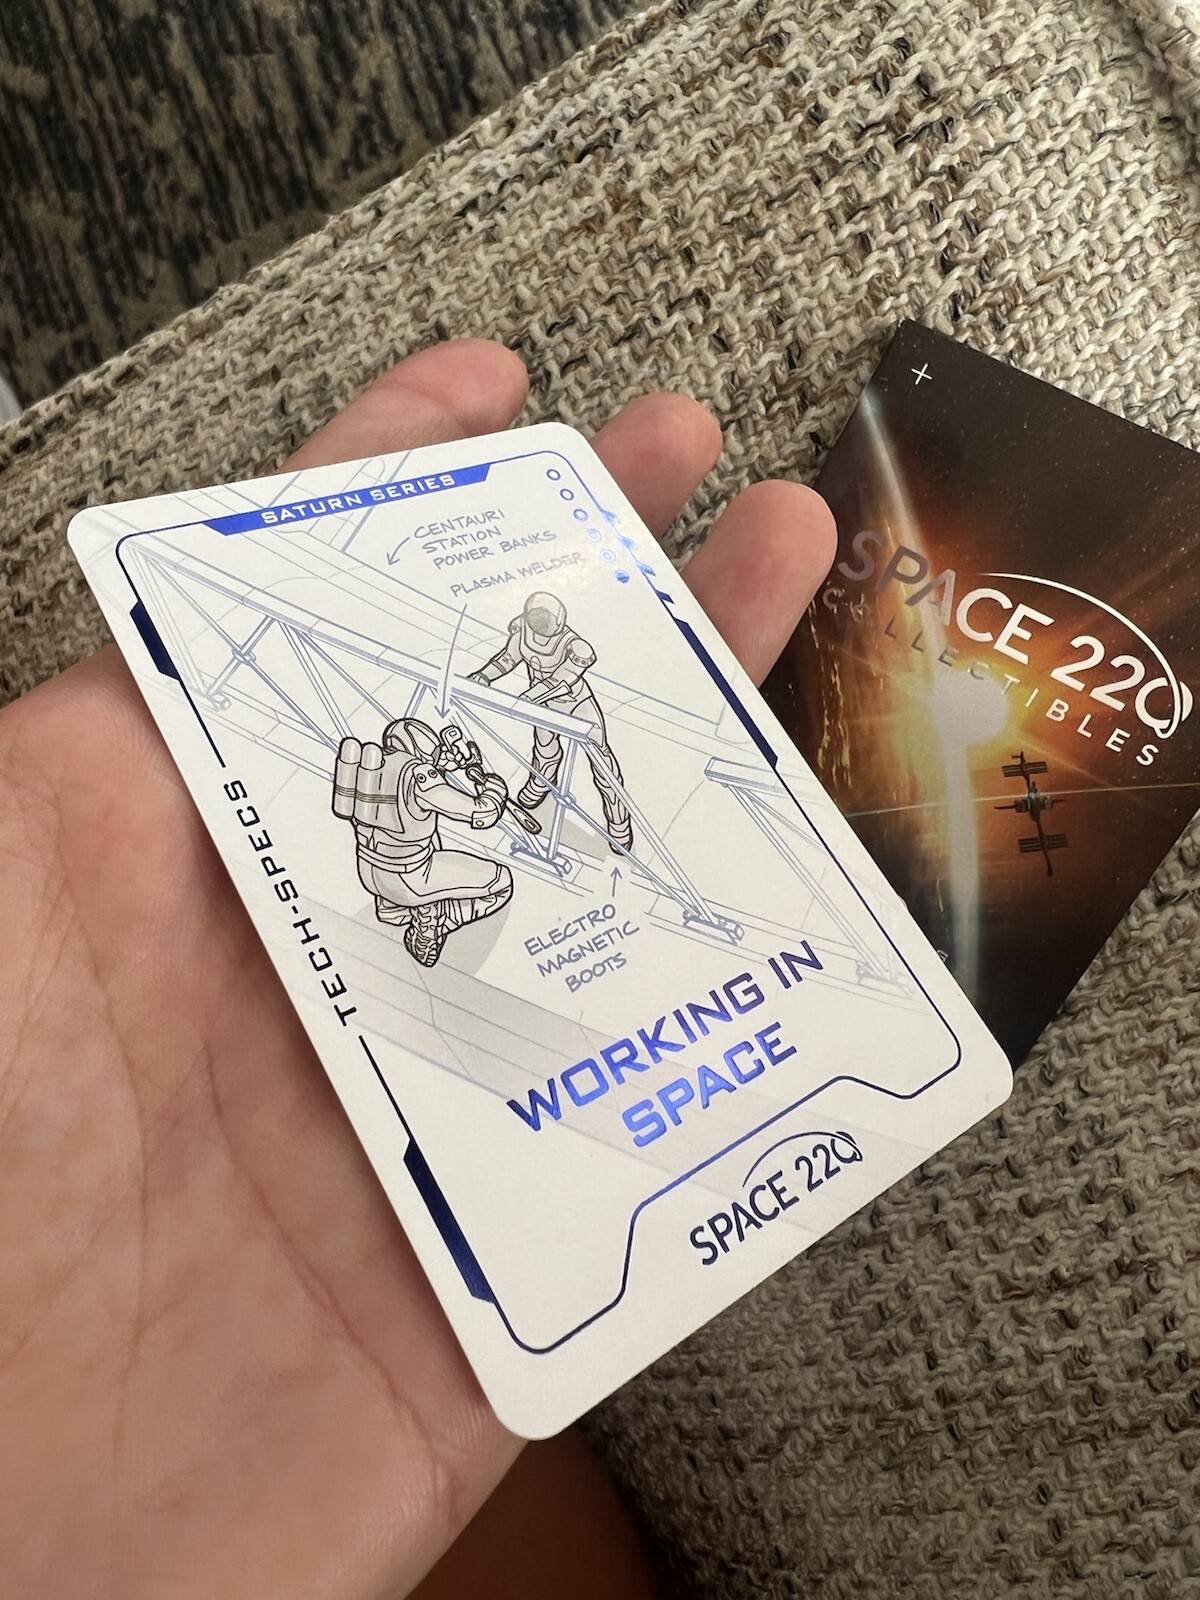 SATURN SERIES
CENTAURI
STATION
POWER BANKS
PLASMA WELDER
TECH-SPECS
ELECTRO
MAGNETIC
BOOTS
WORKING IN
SPACE
SPACE 220
SPACE 220
COLLECTIBLES